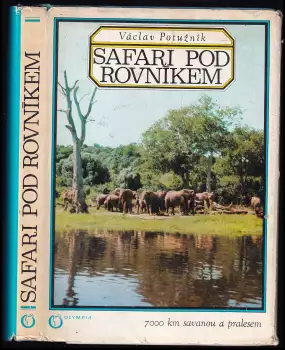 Václav Potužník
SAFARI POD
ROVNÍKEM
7000 km savanou a pralesem
SAFARI POD ROVNÍKEM
OLYMPIA